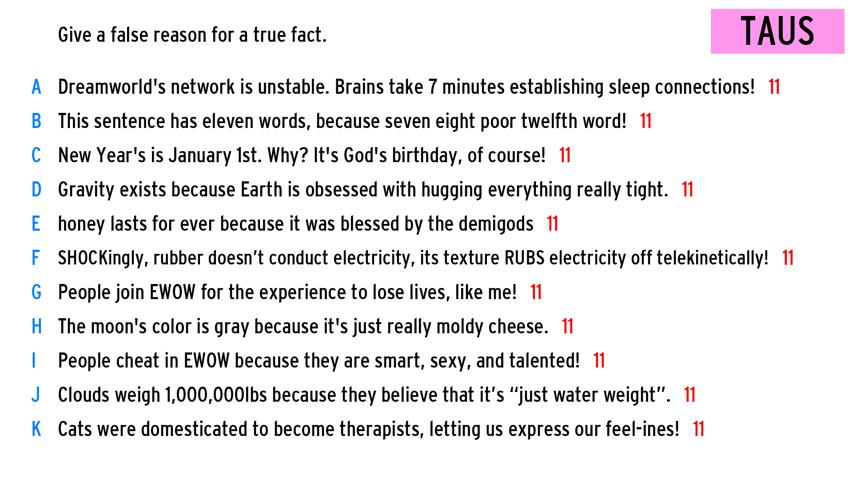 Give a false reason for a true fact.
TAUS
A Dreamworld's network is unstable. Brains take 7 minutes establishing sleep connections! 11
B This sentence has eleven words, because seven eight poor twelfth word! 11
C New Year's is January 1st. Why? It's God's birthday, of course! 11
D Gravity exists because Earth is obsessed with hugging everything really tight. 11
E honey lasts for ever because it was blessed by the demigods 11
F SHOCKingly, rubber doesn’t conduct electricity, its texture RUBS electricity off telekinetically! 11
G People join EWOW for the experience to lose lives, like me! 11
H The moon's color is gray because it's just really moldy cheese. 11
I People cheat in EWOW because they are smart, sexy, and talented! 11
J Clouds weigh 1,000,000lbs because they believe that it’s “just water weight”. 11
K Cats were domesticated to become therapists, letting us express our feel-ines! 11